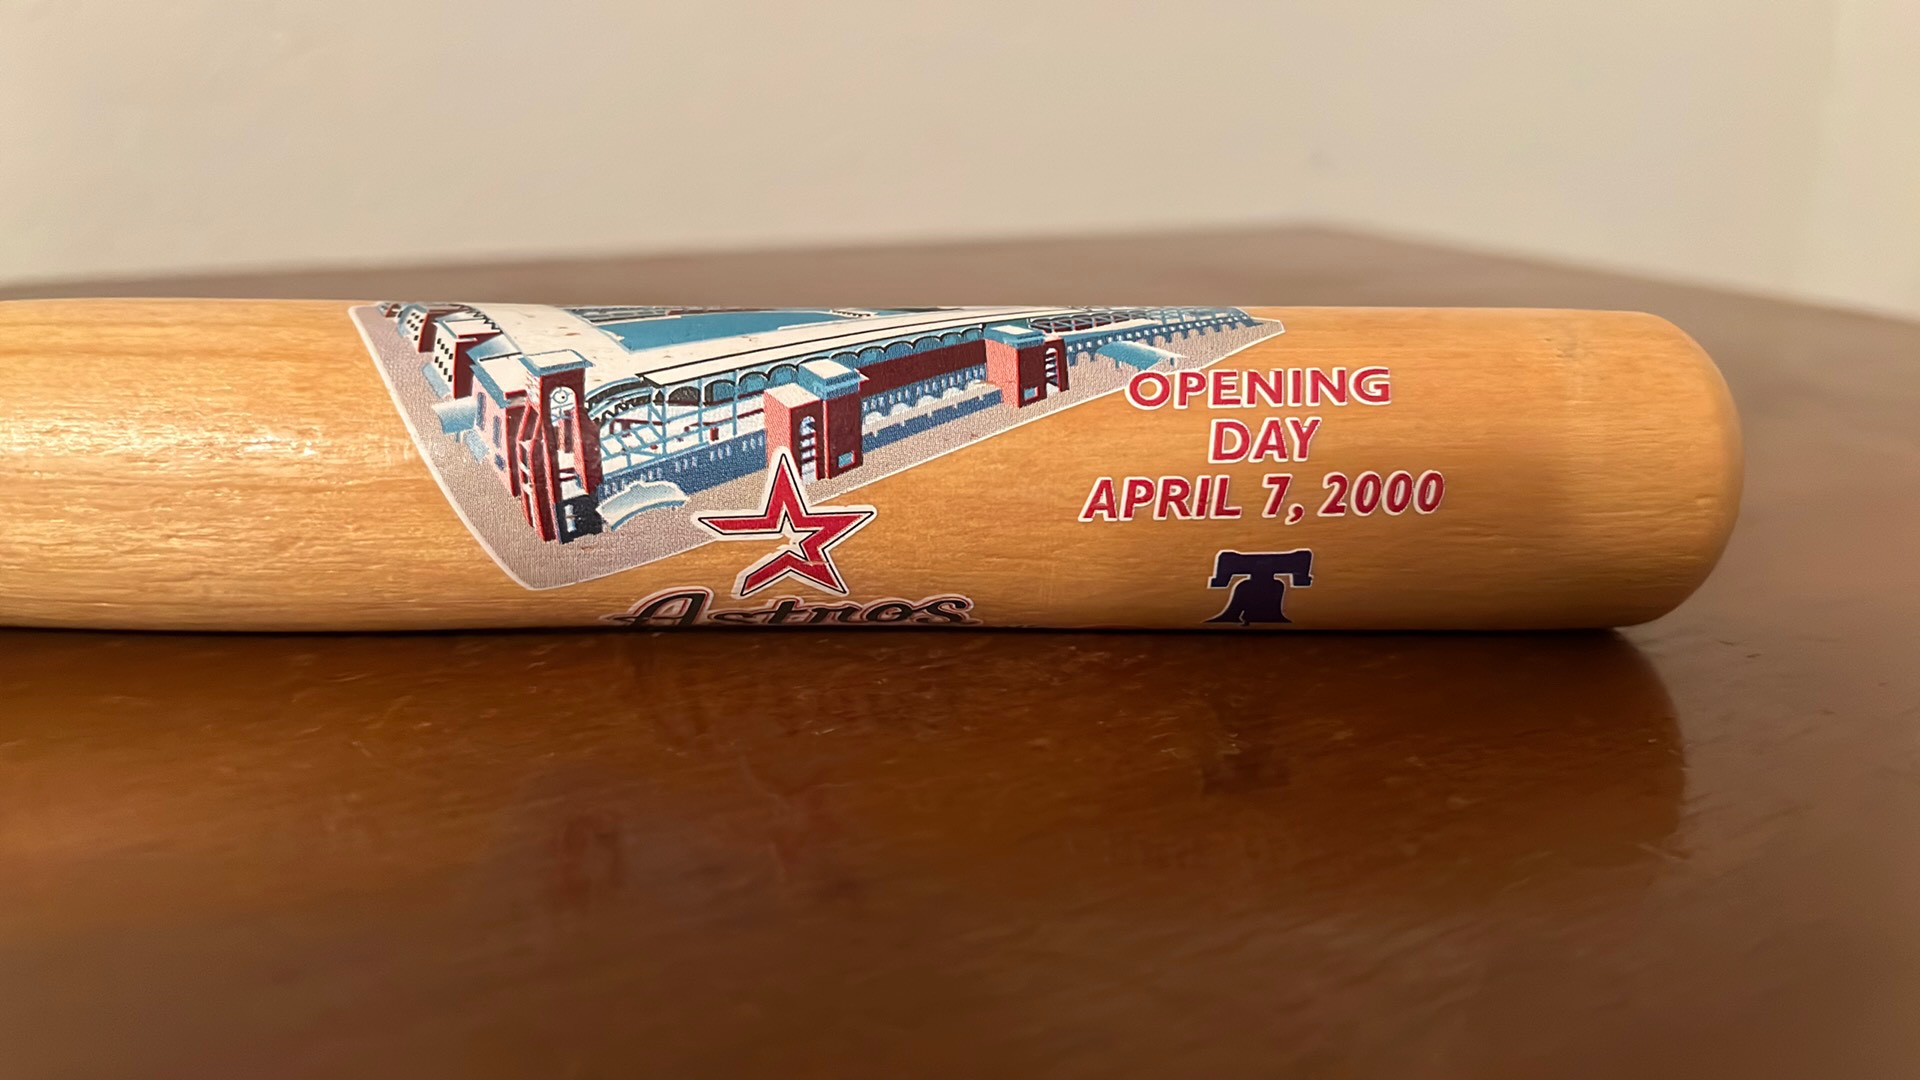 OPENING
DAY
APRIL 7, 2000
Astros